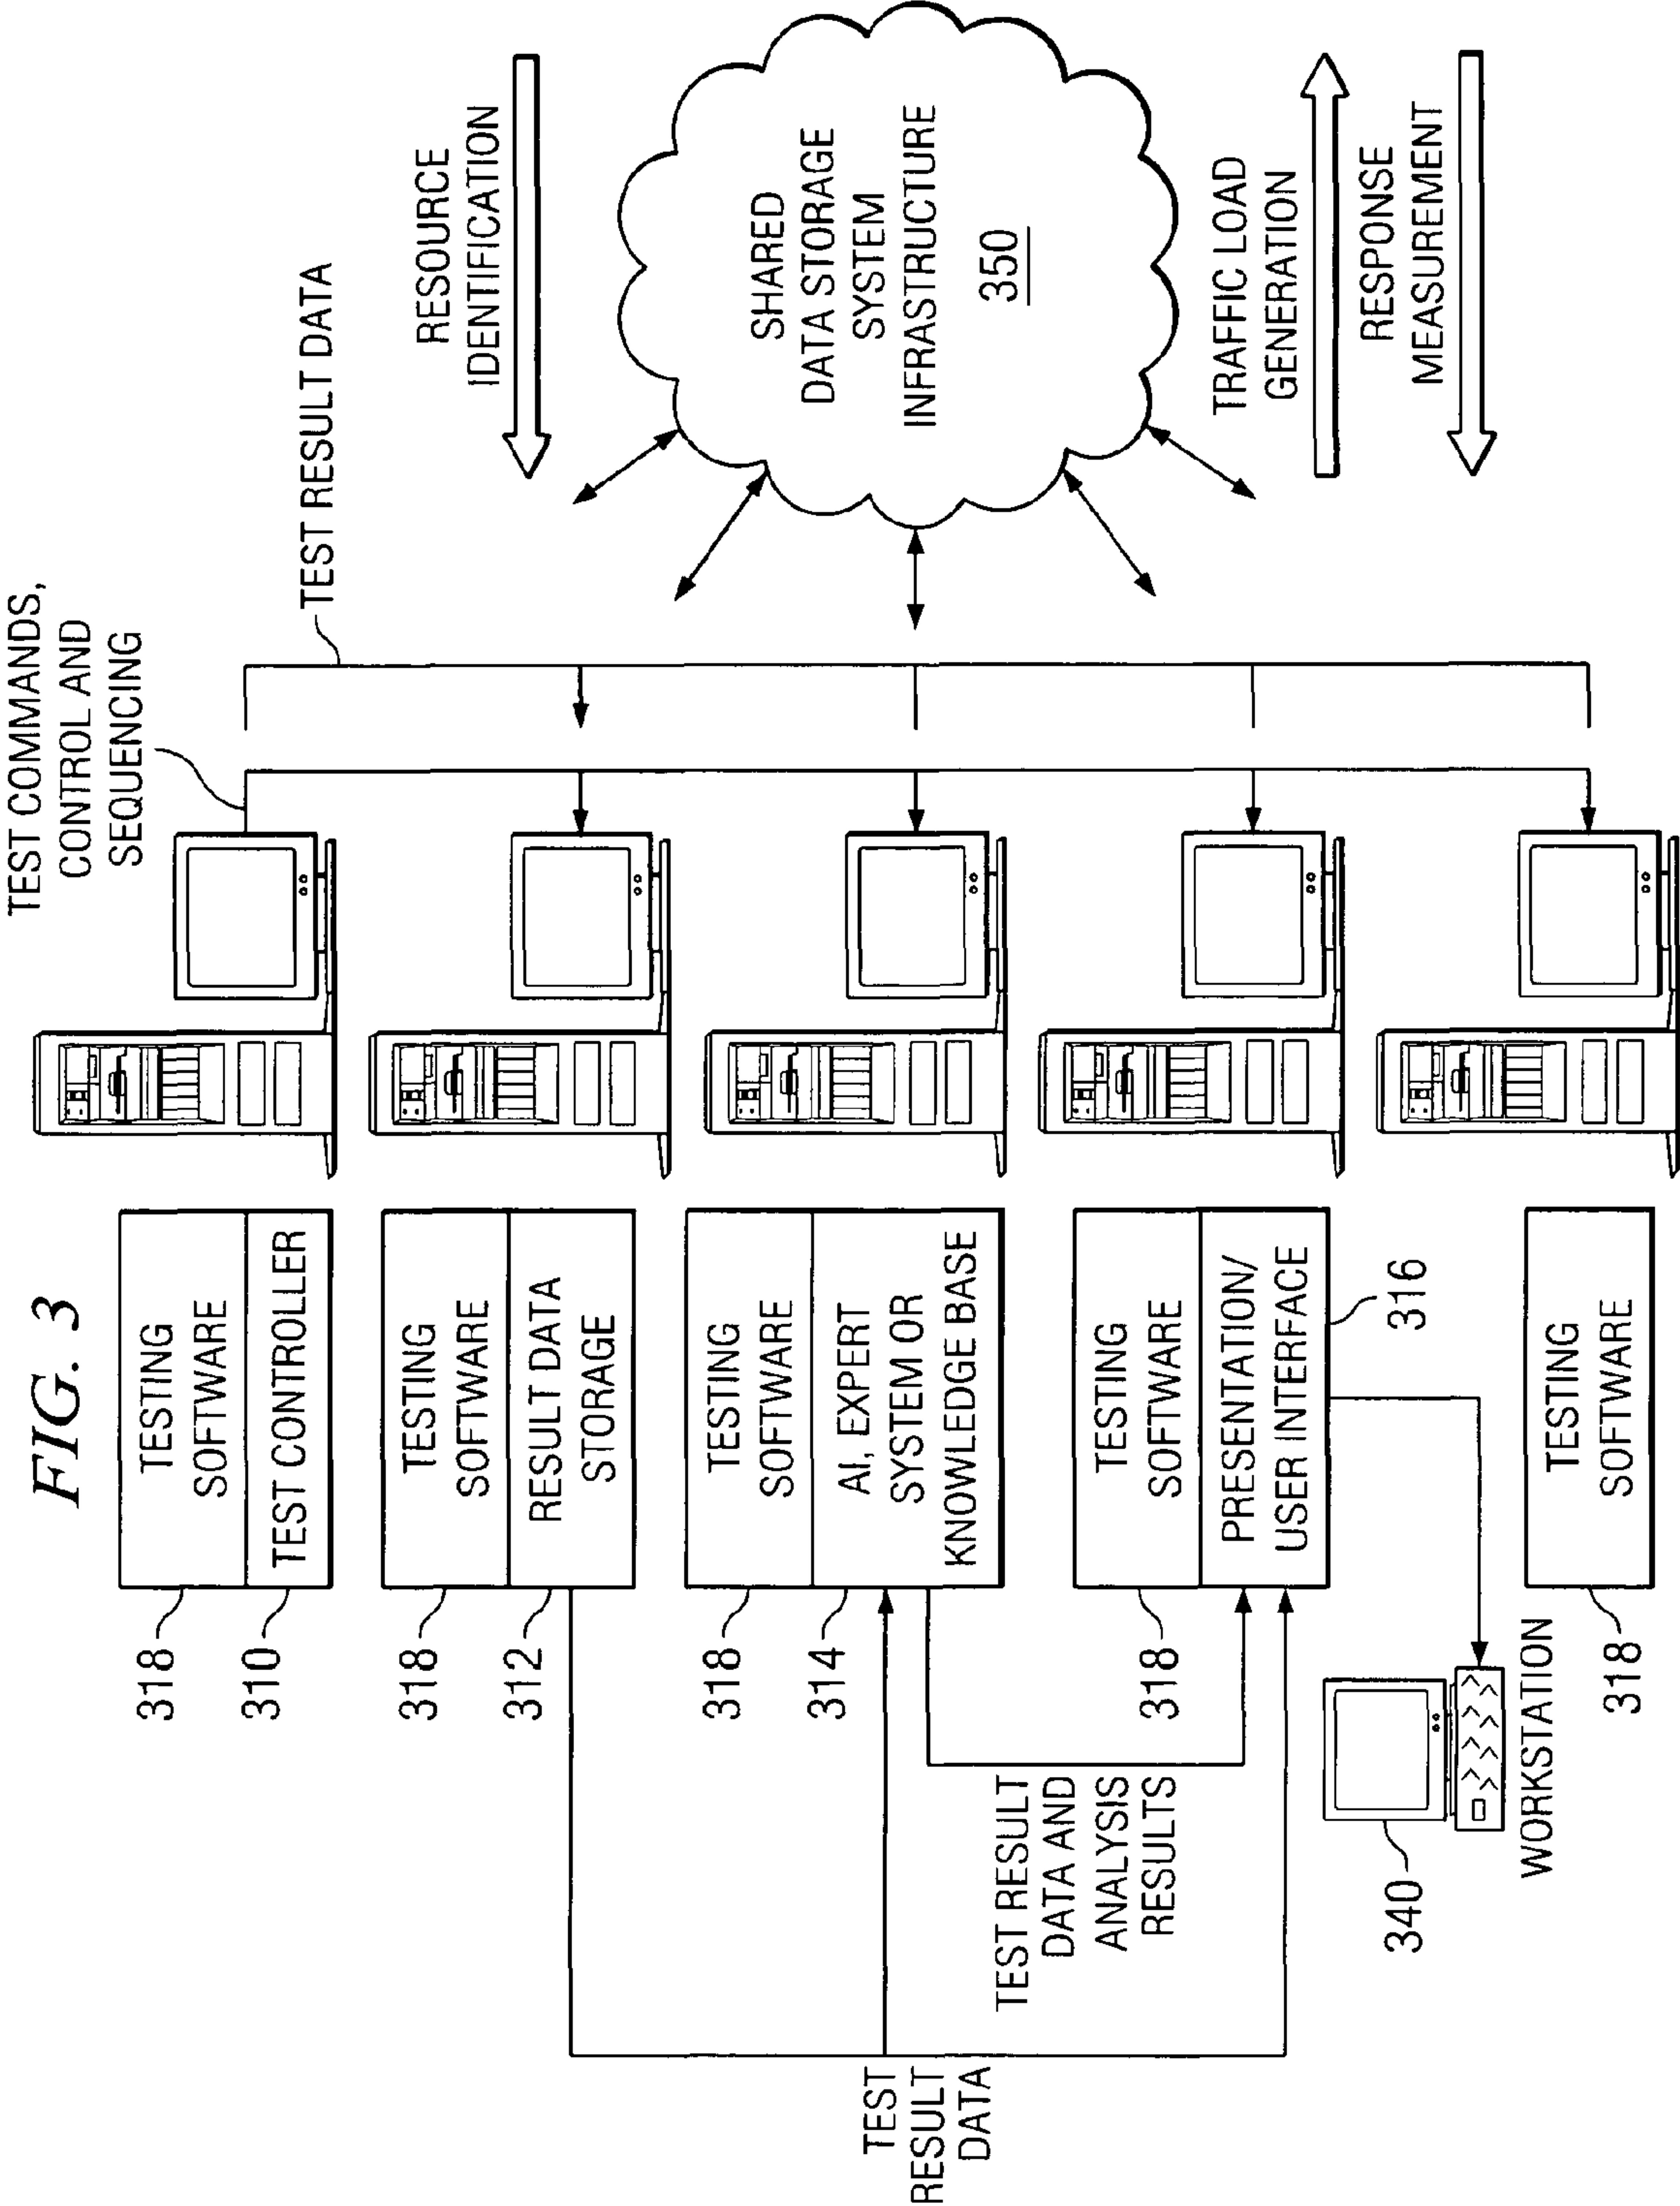 FIG. 3
318
TESTING
SOFTWARE
310
TEST CONTROLLER
TEST COMMANDS,
CONTROL AND
SEQUENCING
TEST RESULT DATA
318
TESTING
SOFTWARE
312
RESULT DATA
STORAGE
RESOURCE
IDENTIFICATION
318
TESTING
SOFTWARE
314
AI, EXPERT
SYSTEM OR
KNOWLEDGE BASE
SHARED
DATA STORAGE
SYSTEM
INFRASTRUCTURE
350
TEST
RESULT
DATA
TEST RESULT
DATA AND
ANALYSIS
RESULTS
318
TESTING
SOFTWARE
PRESENTATION/
USER INTERFACE
316
TRAFFIC LOAD
GENERATION
RESPONSE
MEASUREMENT
340
WORKSTATION
318
TESTING
SOFTWARE